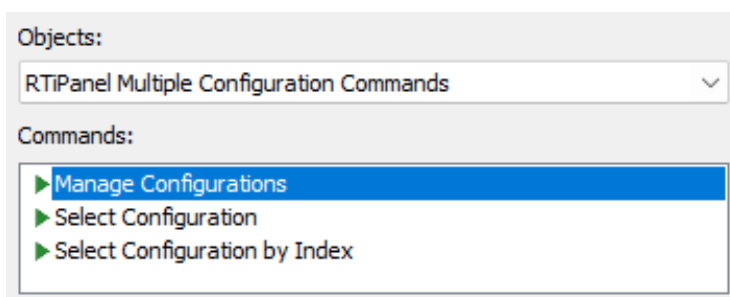 Objects:
RTiPanel Multiple Configuration Commands
Commands:
Manage Configurations
Select Configuration
Select Configuration by Index